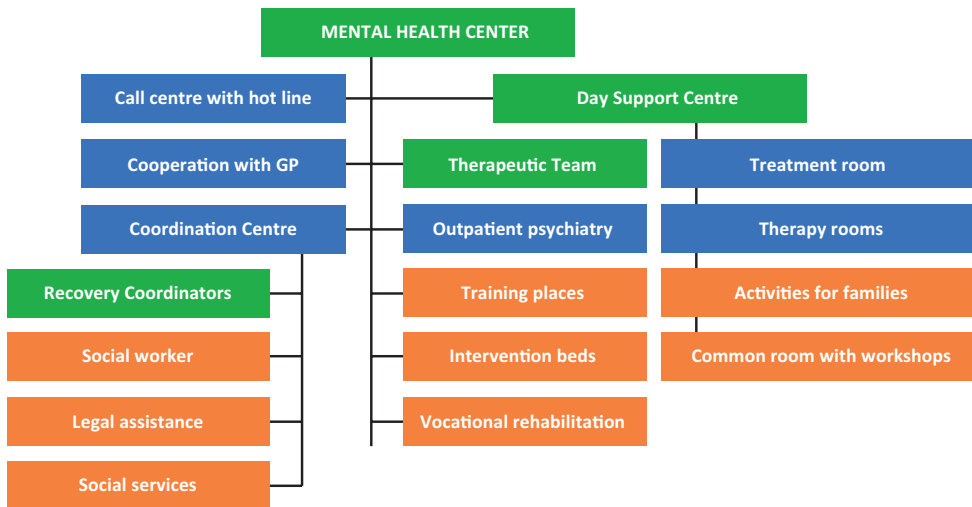 MENTAL HEALTH CENTER
Call centre with hot line
Day Support Centre
Cooperation with GP
Therapeutic Team
Treatment room
Coordination Centre
Outpatient psychiatry
Therapy rooms
Recovery Coordinators
Training places
Activities for families
Social worker
Intervention beds
Common room with workshops
Legal assistance
Vocational rehabilitation
Social services